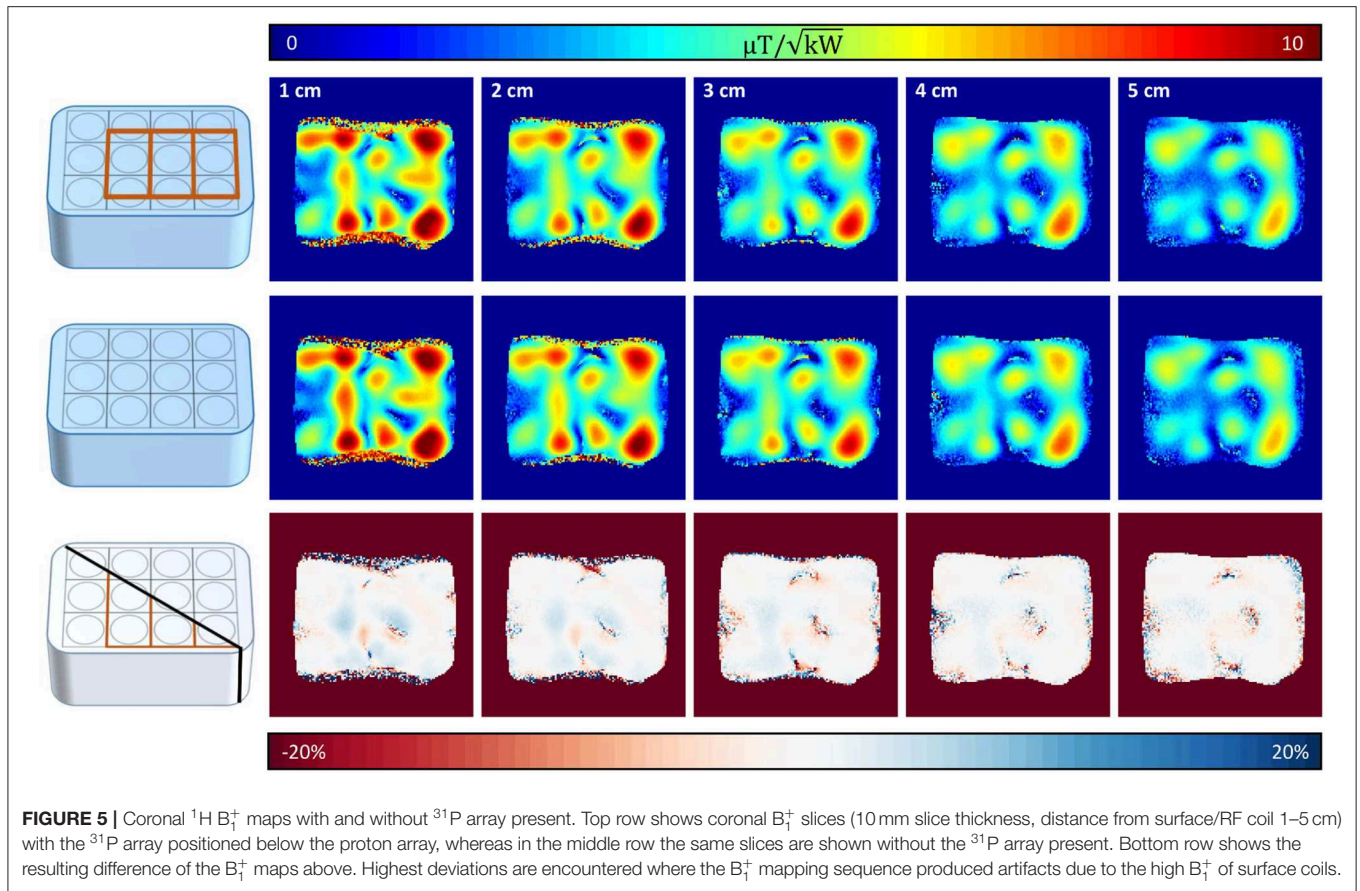 0 μT/√kW 10
1 cm 2 cm 3 cm 4 cm 5 cm
-20% 20%
FIGURE 5 | Coronal ¹H B₁⁺ maps with and without ³¹P array present. Top row shows coronal B₁⁺ slices (10 mm slice thickness, distance from surface/RF coil 1–5 cm)
with the ³¹P array positioned below the proton array, whereas in the middle row the same slices are shown without the ³¹P array present. Bottom row shows the
resulting difference of the B₁⁺ maps above. Highest deviations are encountered where the B₁⁺ mapping sequence produced artifacts due to the high B₁⁺ of surface coils.